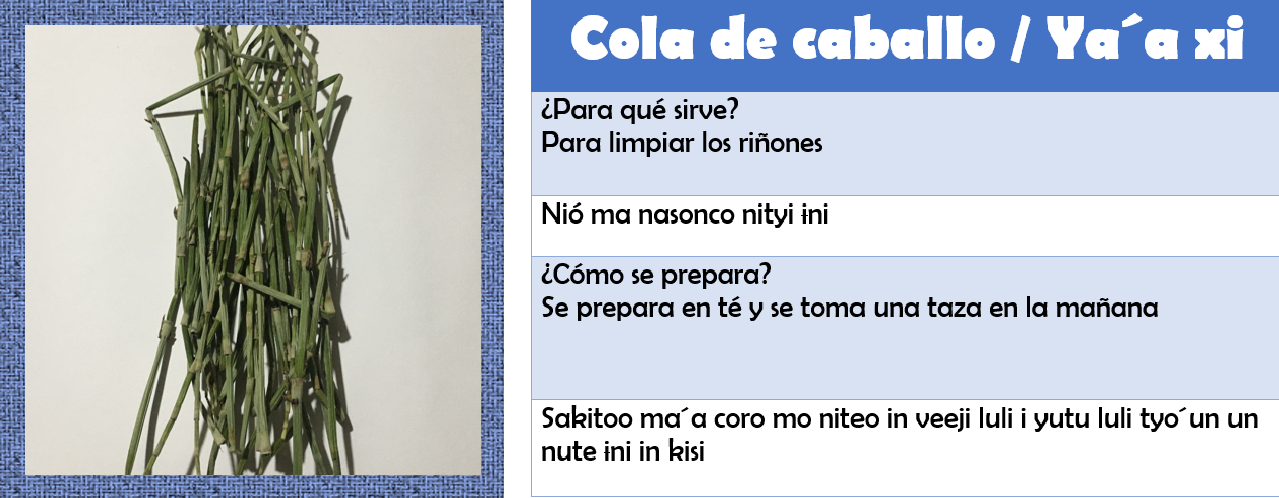 Cola de caballo / Ya´a xi
¿Para qué sirve?
Para limpiar los riñones
Nió ma nasonco nityi ɨni
¿Cómo se prepara?
Se prepara en té y se toma una taza en la mañana
Sakitoo ma´a coro mo niteo in veeji luli i yutu luli tyo´un un
nute ɨni in kisi